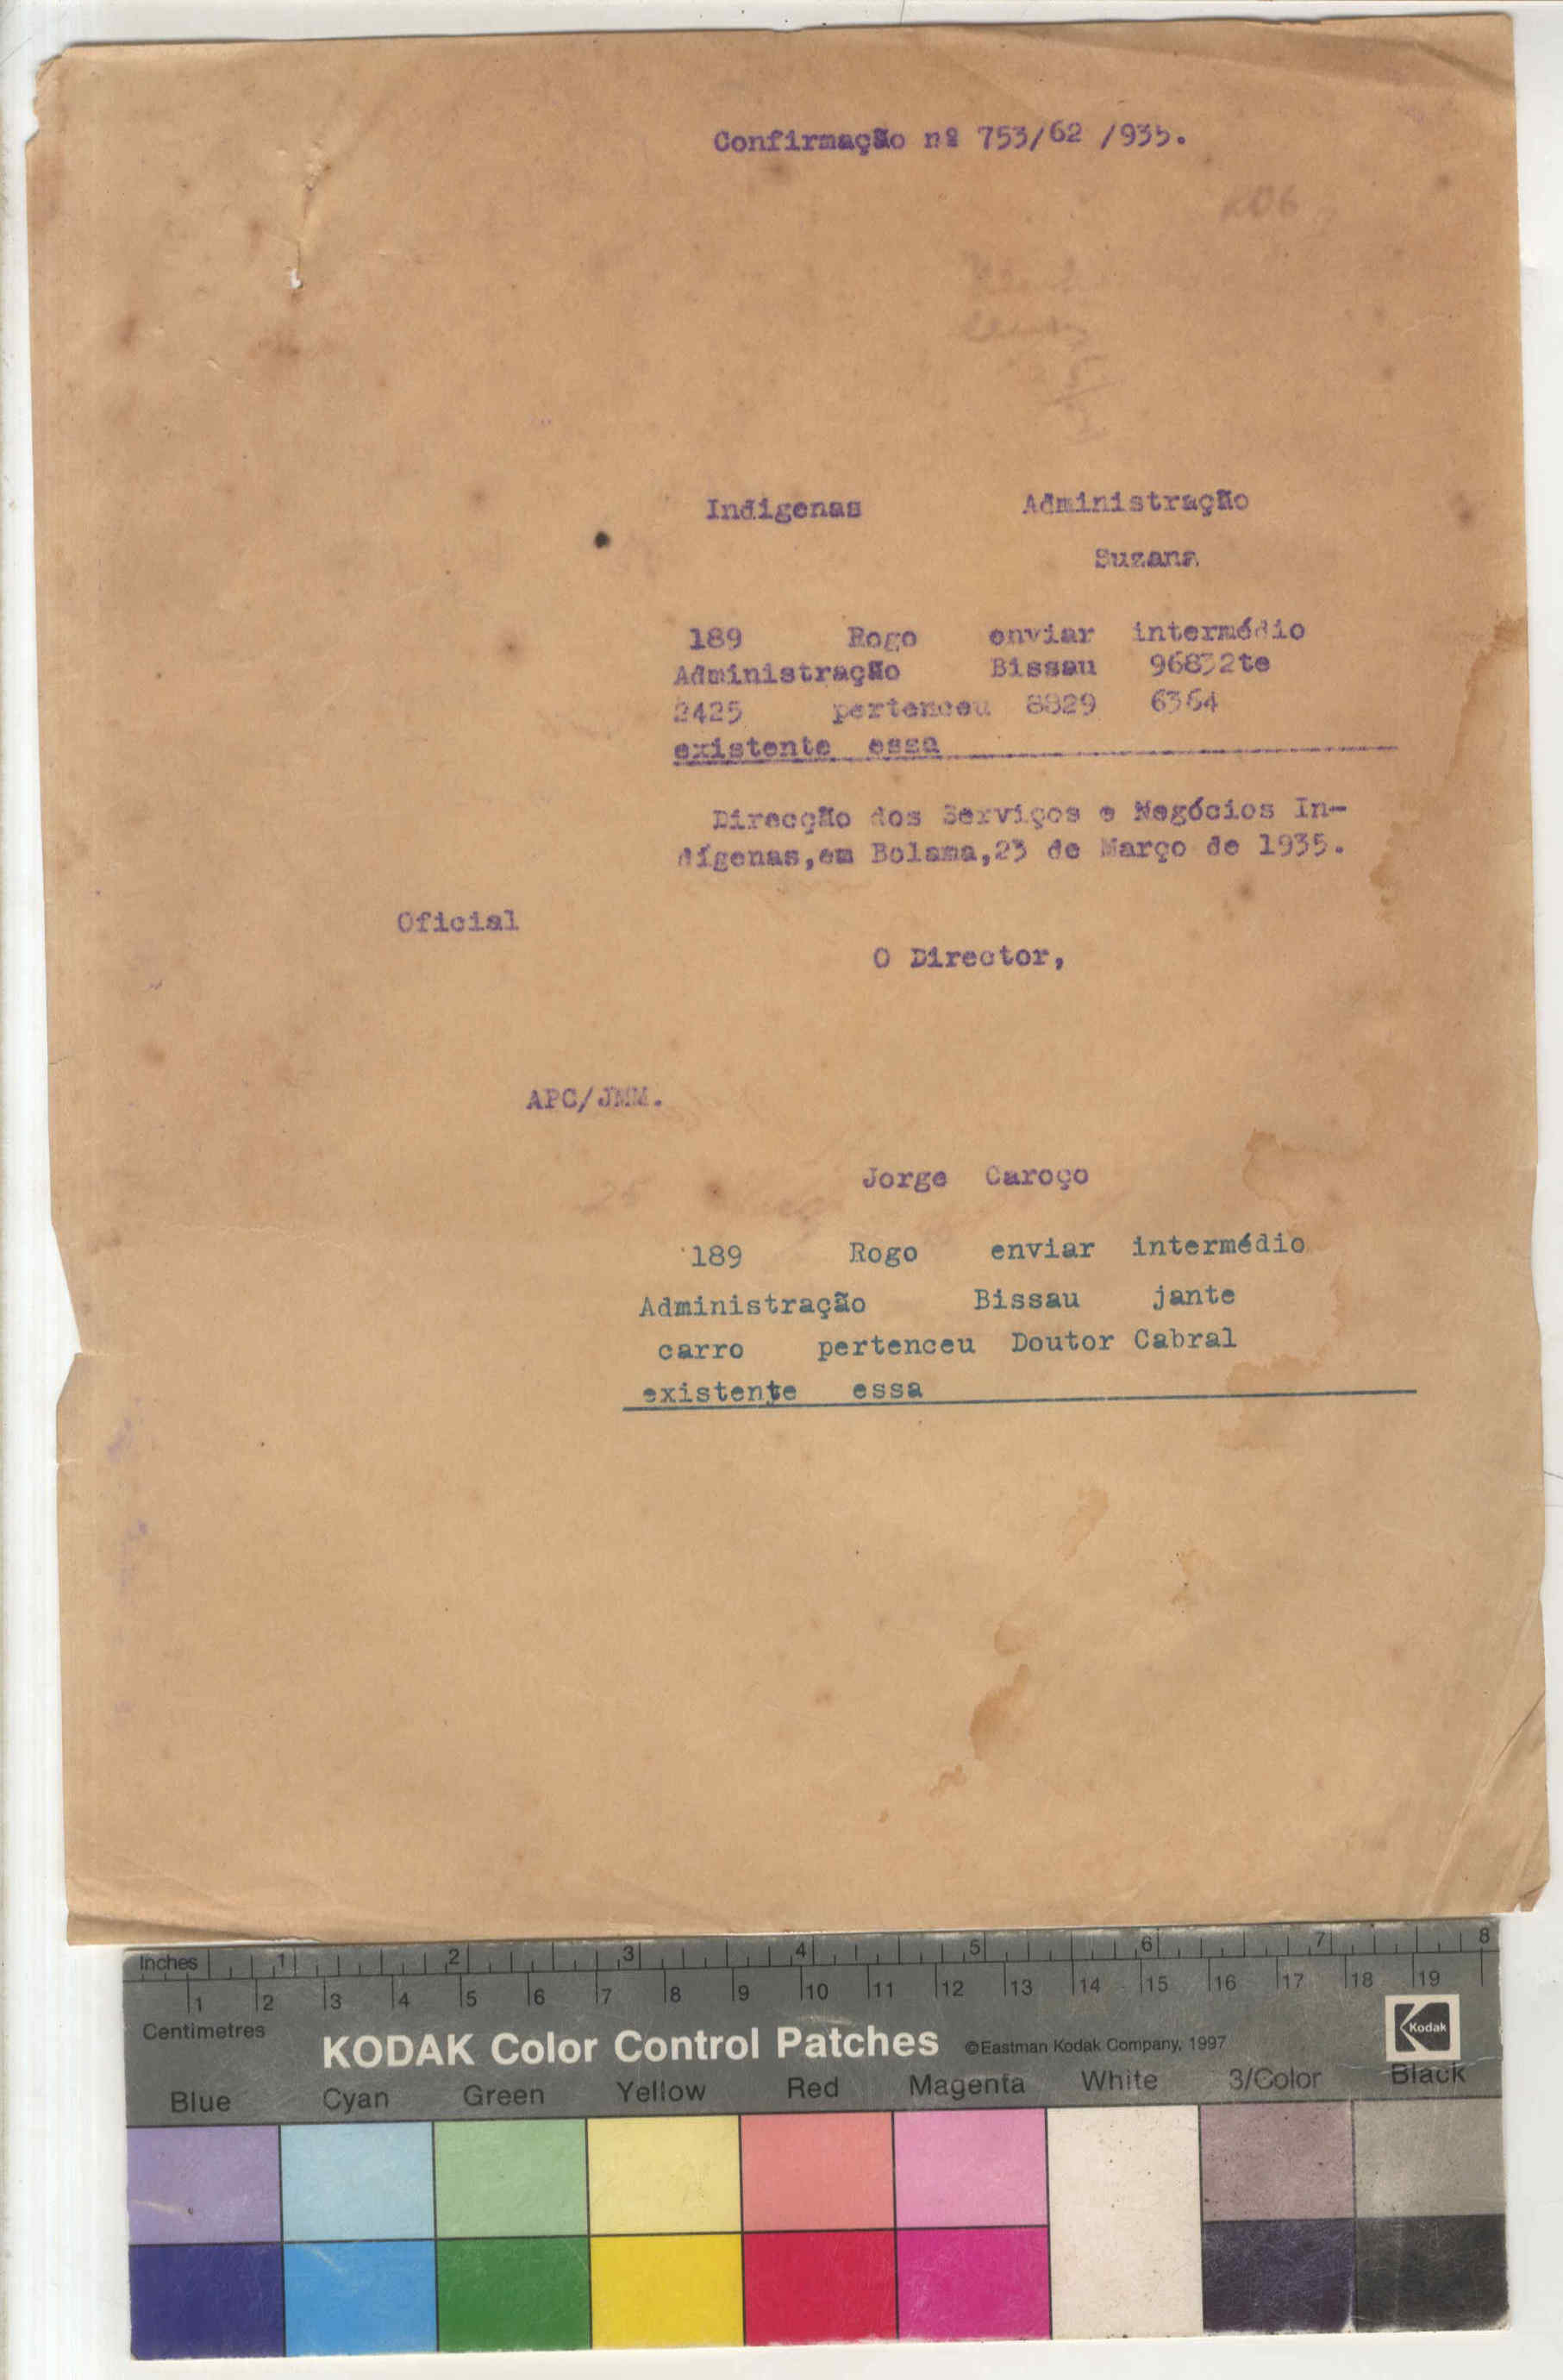 Confirmação nº 753/62 /935.
206
Indigenas Administração
Suzana
189 Rogo enviar intermédio
Administração Bissau 96832te
2425 pertenceu 8829 6364
existente essa
Direcção dos Serviços e Negócios In-
dígenas,em Bolama,23 de Março de 1935.
Oficial
O Director,
APC/JMM.
Jorge Caroço
189 Rogo enviar intermédio
Administração Bissau jante
carro pertenceu Doutor Cabral
existente essa
Inches 1 2 3 4 5 6 7 8
1 2 3 4 5 6 7 8 9 10 11 12 13 14 15 16 17 18 19
Centimetres
KODAK Color Control Patches ©Eastman Kodak Company, 1997 Kodak
Blue Cyan Green Yellow Red Magenta White 3/Color Black